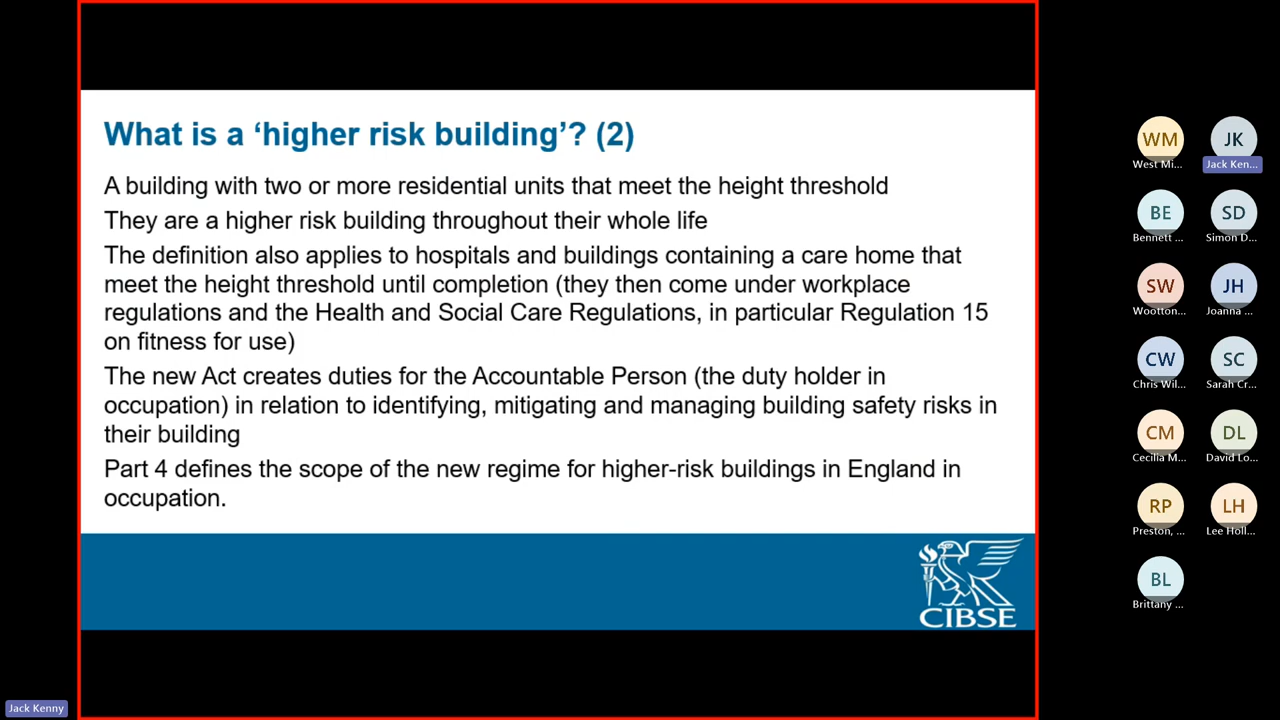 What is a ‘higher risk building’? (2)
A building with two or more residential units that meet the height threshold
They are a higher risk building throughout their whole life
The definition also applies to hospitals and buildings containing a care home that
meet the height threshold until completion (they then come under workplace
regulations and the Health and Social Care Regulations, in particular Regulation 15
on fitness for use)
The new Act creates duties for the Accountable Person (the duty holder in
occupation) in relation to identifying, mitigating and managing building safety risks in
their building
Part 4 defines the scope of the new regime for higher-risk buildings in England in
occupation.
CIBSE
WM
West Mi...
JK
Jack Ken...
BE
Bennett ...
SD
Simon D...
SW
Wootton...
JH
Joanna ...
CW
Chris Wil...
SC
Sarah Cr...
CM
Cecilia M...
DL
David Lo...
RP
Preston, ...
LH
Lee Holl...
BL
Brittany ...
Jack Kenny